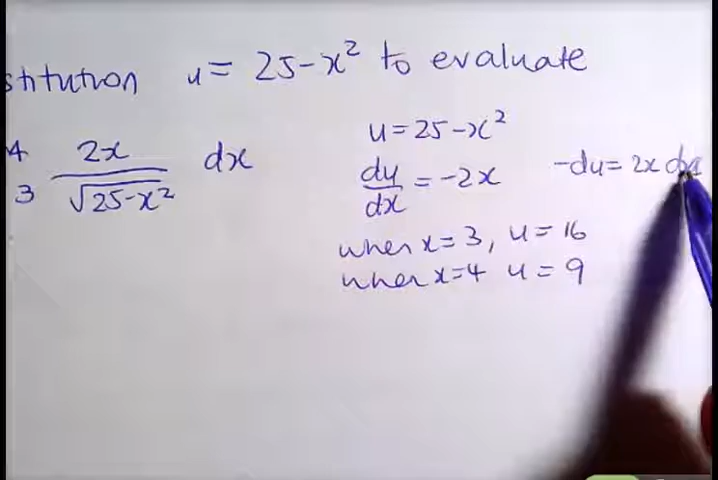 stitution u = 25-x² to evaluate
4
3
2x
√25-x²
dx
u = 25-x²
du/dx = -2x
-du = 2x dx
when x=3, u = 16
when x=4 u = 9